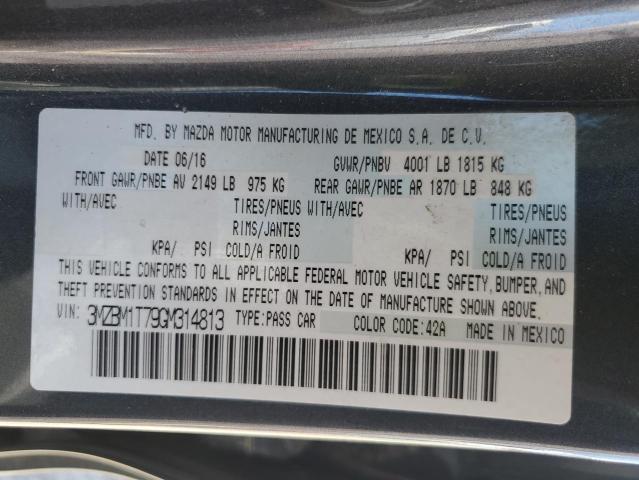 MFD. BY MAZDA MOTOR MANUFACTURING DE MEXICO S.A. DE C.V.
DATE 06/16 GVWR/PNBV 4001 LB 1815 KG
FRONT GAWR/PNBE AV 2149 LB 975 KG REAR GAWR/PNBE AR 1870 LB 848 KG
WITH/AVEC TIRES/PNEUS WITH/AVEC TIRES/PNEUS
RIMS/JANTES RIMS/JANTES
KPA/ PSI COLD/A FROID KPA/ PSI COLD/A FROID
THIS VEHICLE CONFORMS TO ALL APPLICABLE FEDERAL MOTOR VEHICLE SAFETY, BUMPER, AND
THEFT PREVENTION STANDARDS IN EFFECT ON THE DATE OF MANUFACTURE SHOWN ABOVE.
VIN: 3MZBM1T79GM314813 TYPE:PASS CAR COLOR CODE:42A MADE IN MEXICO